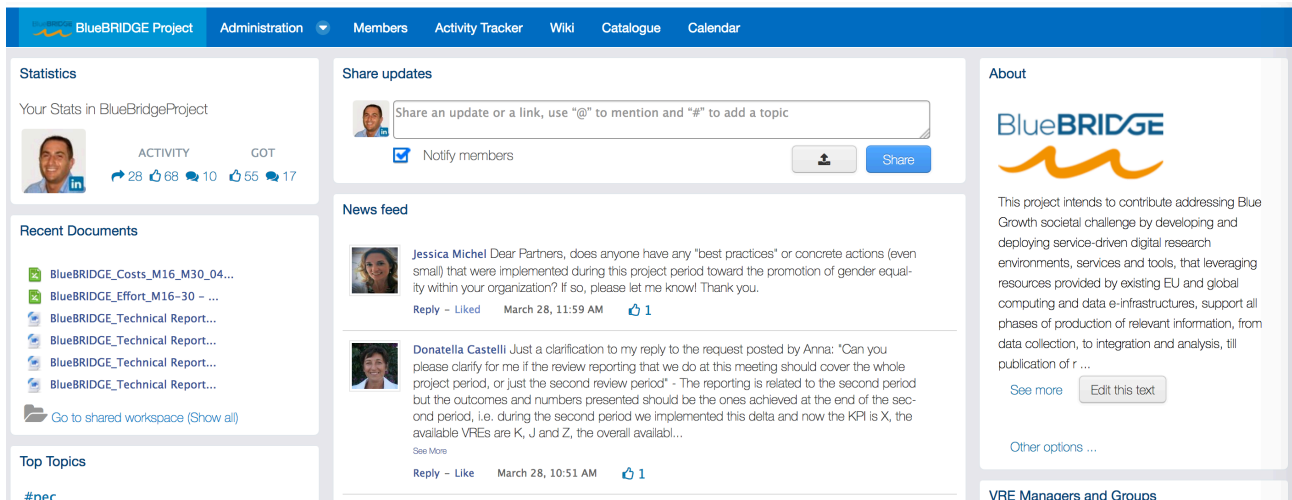 BlueBRIDGE Project
Administration
Members
Activity Tracker
Wiki
Catalogue
Calendar
Statistics
Your Stats in BlueBridgeProject
ACTIVITY
GOT
28 68 10 55 17
in
Recent Documents
BlueBRIDGE_Costs_M16_M30_04...
BlueBRIDGE_Effort_M16-30 - ...
BlueBRIDGE_Technical Report...
BlueBRIDGE_Technical Report...
BlueBRIDGE_Technical Report...
BlueBRIDGE_Technical Report...
Go to shared workspace (Show all)
Top Topics
#pec
Share updates
in
Share an update or a link, use “@” to mention and “#” to add a topic
Notify members
Share
News feed
Jessica Michel Dear Partners, does anyone have any "best practices" or concrete actions (even
small) that were implemented during this project period toward the promotion of gender equal-
ity within your organization? If so, please let me know! Thank you.
Reply - Liked March 28, 11:59 AM 1
Donatella Castelli Just a clarification to my reply to the request posted by Anna: "Can you
please clarify for me if the review reporting that we do at this meeting should cover the whole
project period, or just the second review period" - The reporting is related to the second period
but the outcomes and numbers presented should be the ones achieved at the end of the sec-
ond period, i.e. during the second period we implemented this delta and now the KPI is X, the
available VREs are K, J and Z, the overall availabl...
See More
Reply - Like March 28, 10:51 AM 1
About
BlueBRIDGE
This project intends to contribute addressing Blue
Growth societal challenge by developing and
deploying service-driven digital research
environments, services and tools, that leveraging
resources provided by existing EU and global
computing and data e-infrastructures, support all
phases of production of relevant information, from
data collection, to integration and analysis, till
publication of r ...
See more
Edit this text
Other options ...
VRE Managers and Groups